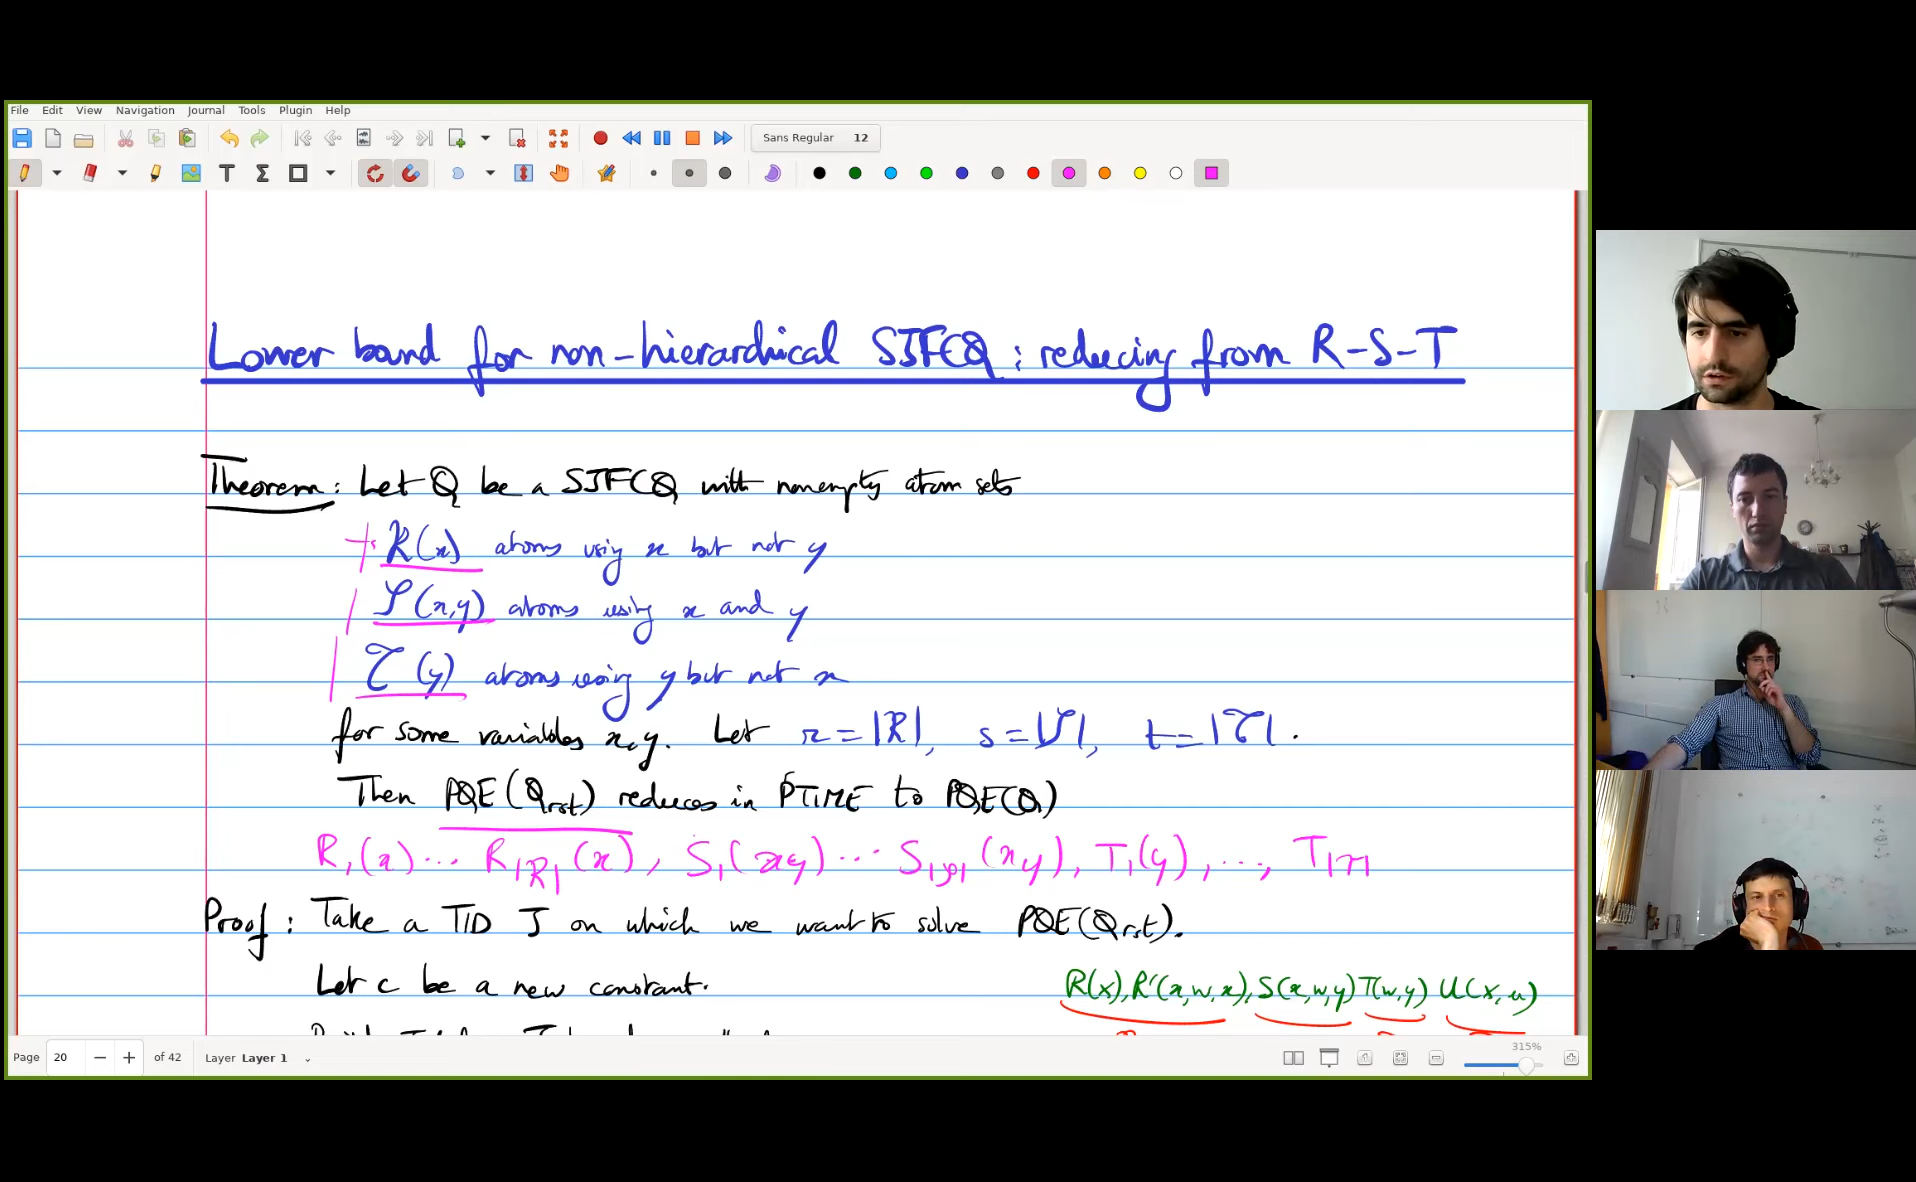 File Edit View Navigation Journal Tools Plugin Help
Sans Regular 12
Lower bound for non-hierarchical SJFCQ : reducing from R-S-T
Theorem : Let Q be a SJFCQ with nonempty atom sets
R(x) atoms using x but not y
S(x,y) atoms using x and y
T(y) atoms using y but not x
for some variables x,y. Let r = |R|, s = |S|, t = |T|.
Then PQE(Qrst) reduces in PTIME to PQE(Q)
R1(x) ... R|R|(x), S1(xy) ... S|S|(x,y), T1(y), ..., T|T|
Proof : Take a TID J on which we want to solve PQE(Qrst).
Let c be a new constant.
R(x), R'(x,w,x), S(x,w,y) T(w,y) U(x,u)
Page 20 of 42 Layer Layer 1 315%